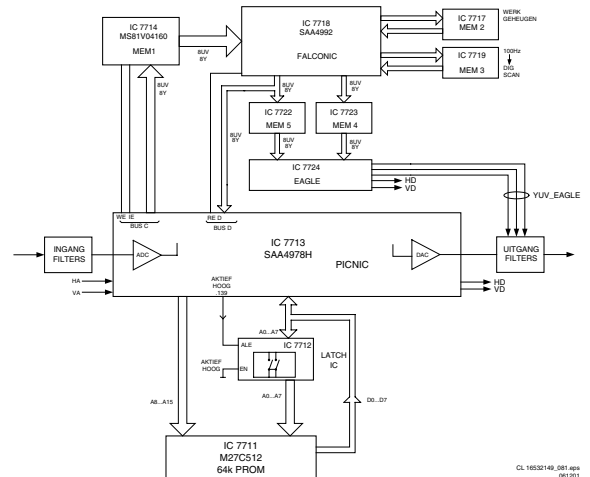 IC 7714
MS81V04160
MEM1
8UV
8Y
8UV
8Y
IC 7718
SAA4992
FALCONIC
IC 7717
MEM 2
WERK
GEHEUGEN
IC 7719
MEM 3
100Hz
DIG
SCAN
8UV
8Y
8UV
8Y
8UV
8Y
IC 7722
MEM 5
IC 7723
MEM 4
8UV
8Y
8UV
8Y
IC 7724
EAGLE
HD
VD
YUV_EAGLE
WE IE
BUS C
RE D
BUS D
INGANG
FILTERS
ADC
IC 7713
SAA4978H
PICNIC
DAC
UITGANG
FILTERS
HA
VA
HD
VD
AKTIEF
HOOG
.139
A0...A7
ALE
IC 7712
LATCH
IC
AKTIEF
HOOG
EN
A8...A15
A0...A7
D0...D7
IC 7711
M27C512
64k PROM
CL 16532149_081.eps
061201